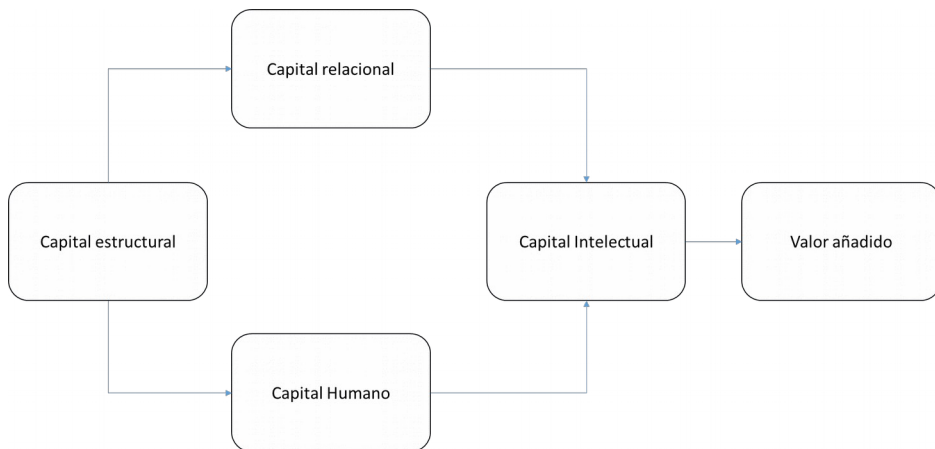 Capital relacional
Capital estructural
Capital Intelectual
Valor añadido
Capital Humano